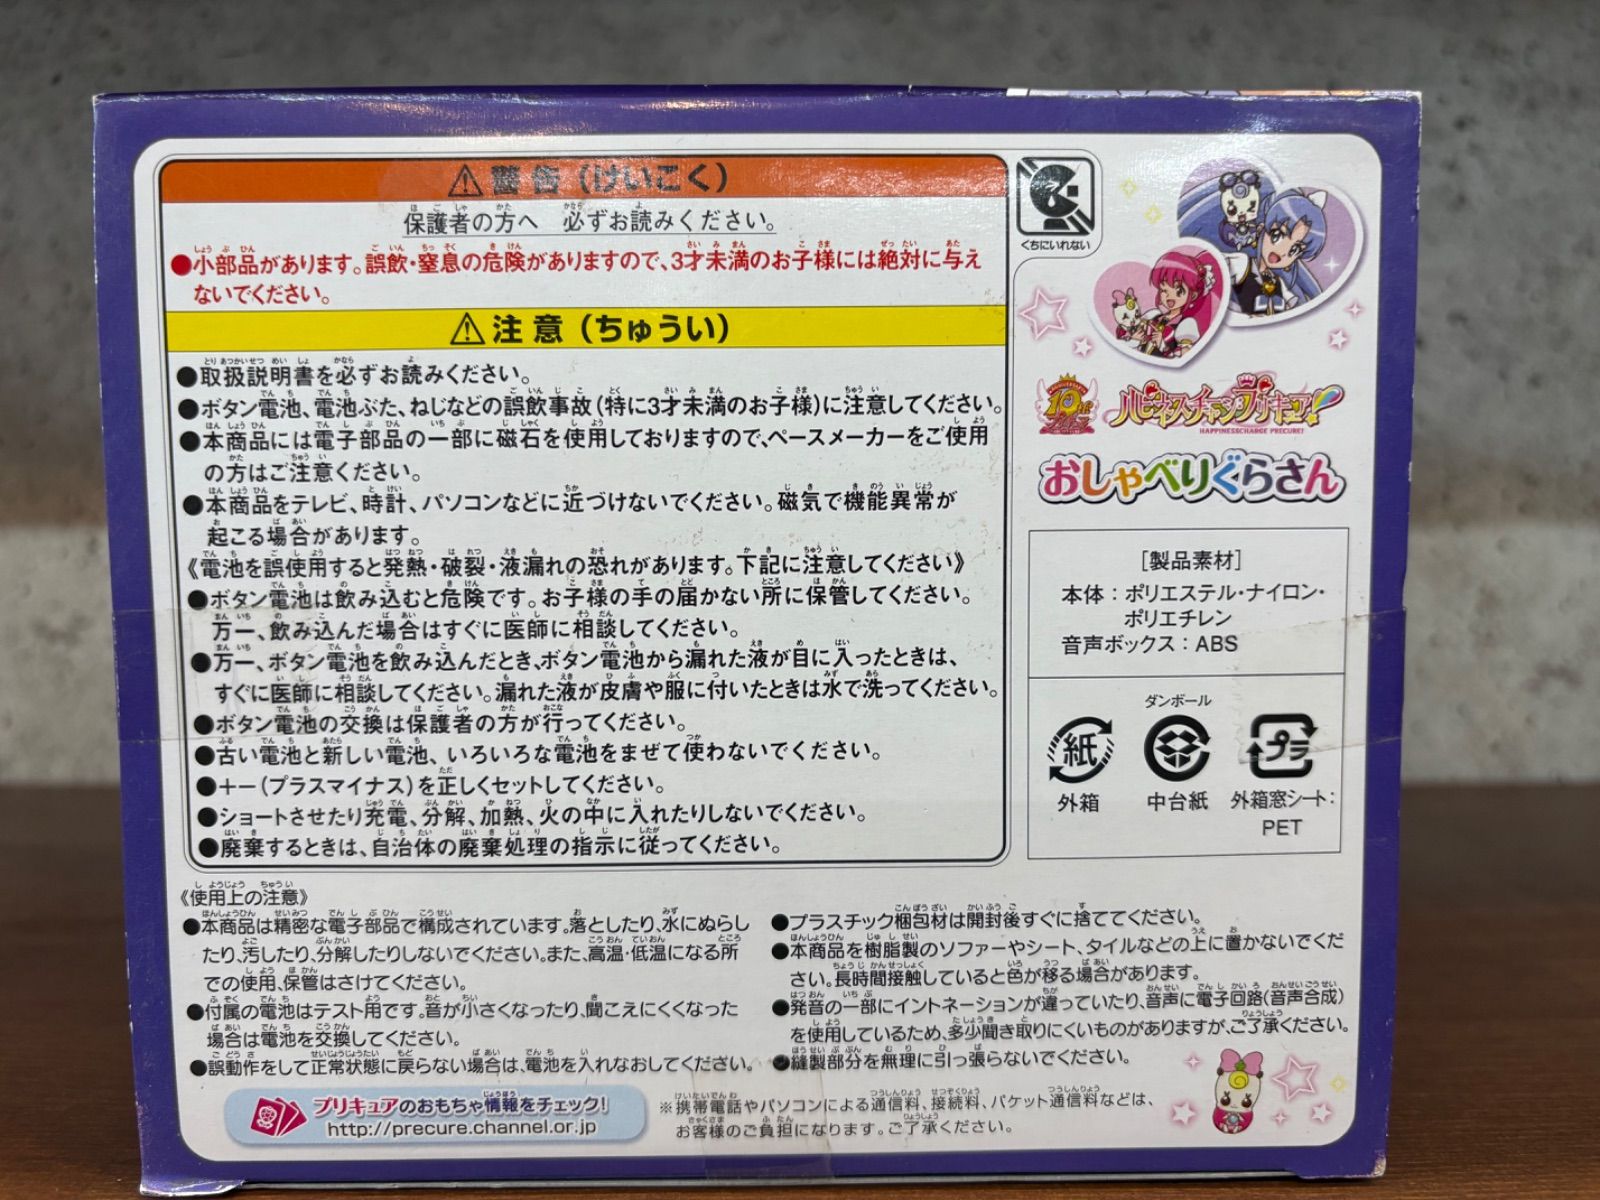 ⚠警告（けいこく）
保護者の方へ 必ずお読みください。
●小部品があります。誤飲・窒息の危険がありますので、3才未満のお子様には絶対に与え
ないでください。
⚠注意（ちゅうい）
●取扱説明書を必ずお読みください。
●ボタン電池、電池ぶた、ねじなどの誤飲事故（特に3才未満のお子様）に注意してください。
●本商品には電子部品の一部に磁石を使用しておりますので、ペースメーカーをご使用
の方はご注意ください。
●本商品をテレビ、時計、パソコンなどに近づけないでください。磁気で機能異常が
起こる場合があります。
《電池を誤使用すると発熱・破裂・液漏れの恐れがあります。下記に注意してください》
●ボタン電池は飲み込むと危険です。お子様の手の届かない所に保管してください。
万一、飲み込んだ場合はすぐに医師に相談してください。
●万一、ボタン電池を飲み込んだとき、ボタン電池から漏れた液が目に入ったときは、
すぐに医師に相談してください。漏れた液が皮膚や服に付いたときは水で洗ってください。
●ボタン電池の交換は保護者の方が行ってください。
●古い電池と新しい電池、いろいろな電池をまぜて使わないでください。
●＋－（プラスマイナス）を正しくセットしてください。
●ショートさせたり充電、分解、加熱、火の中に入れたりしないでください。
●廃棄するときは、自治体の廃棄処理の指示に従ってください。
くちにいれない
10th
ハピネスチャージプリキュア!
HAPPINESSCHARGE PRECURE!
おしゃべりぐらさん
［製品素材］
本体：ポリエステル・ナイロン・
ポリエチレン
音声ボックス：ABS
ダンボール
紙
プラ
外箱
中台紙
外箱窓シート：
PET
《使用上の注意》
●本商品は精密な電子部品で構成されています。落としたり、水にぬらし
たり、汚したり、分解したりしないでください。また、高温・低温になる所
での使用、保管はさけてください。
●付属の電池はテスト用です。音が小さくなったり、聞こえにくくなった
場合は電池を交換してください。
●誤動作をして正常状態に戻らない場合は、電池を入れなおしてください。
●プラスチック梱包材は開封後すぐに捨ててください。
●本商品を樹脂製のソファーやシート、タイルなどの上に置かないでくだ
さい。長時間接触していると色が移る場合があります。
●発音の一部にイントネーションが違っていたり、音声に電子回路（音声合成）
を使用しているため、多少聞き取りにくいものがありますが、ご了承ください。
●縫製部分を無理に引っ張らないでください。
プリキュアのおもちゃ情報をチェック!
http://precure.channel.or.jp
※携帯電話やパソコンによる通信料、接続料、パケット通信料などは、
お客様のご負担になります。ご了承ください。